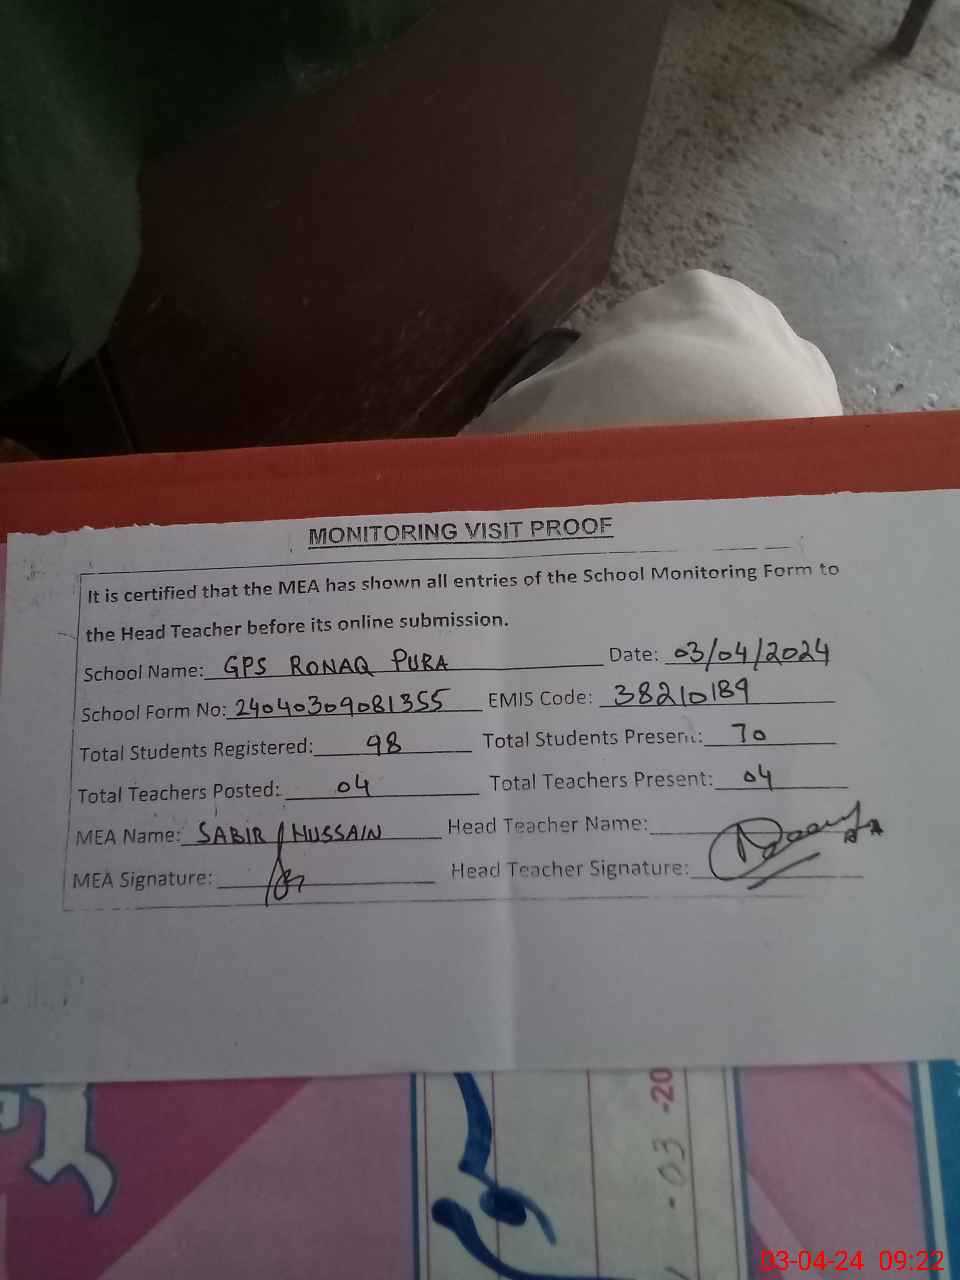 MONITORING VISIT PROOF
It is certified that the MEA has shown all entries of the School Monitoring Form to
the Head Teacher before its online submission.
School Name: GPS RONAQ PURA Date: 03/04/2024
School Form No: 24040309081355 EMIS Code: 38210189
Total Students Registered: 98 Total Students Present: 70
Total Teachers Posted: 04 Total Teachers Present: 04
MEA Name: SABIR HUSSAIN Head Teacher Name:
MEA Signature: Head Teacher Signature:
-03 -20
03-04-24 09:22